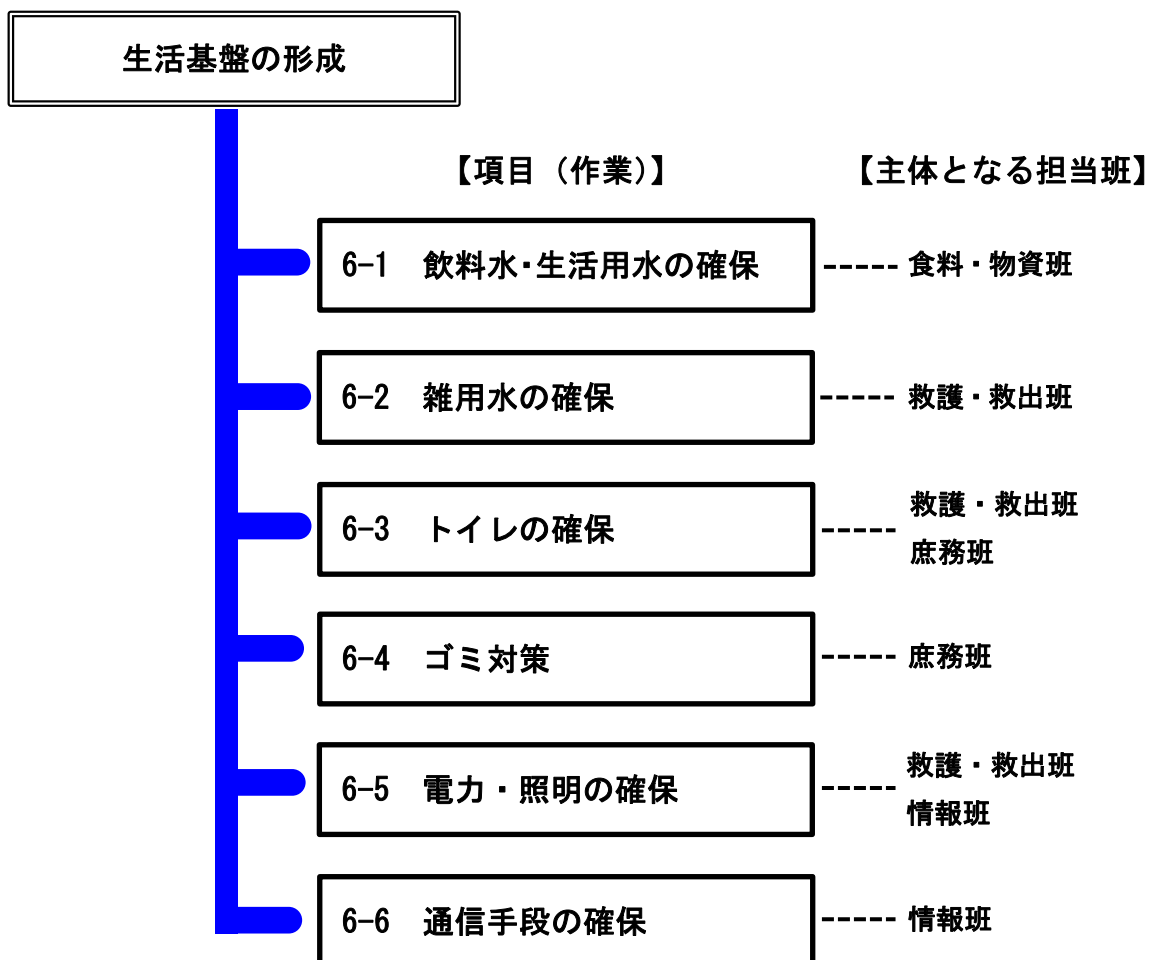 生活基盤の形成
【項目（作業）】 【主体となる担当班】
6-1 飲料水・生活用水の確保 食料・物資班
6-2 雑用水の確保 救護・救出班
6-3 トイレの確保 救護・救出班
庶務班
6-4 ゴミ対策 庶務班
6-5 電力・照明の確保 救護・救出班
情報班
6-6 通信手段の確保 情報班